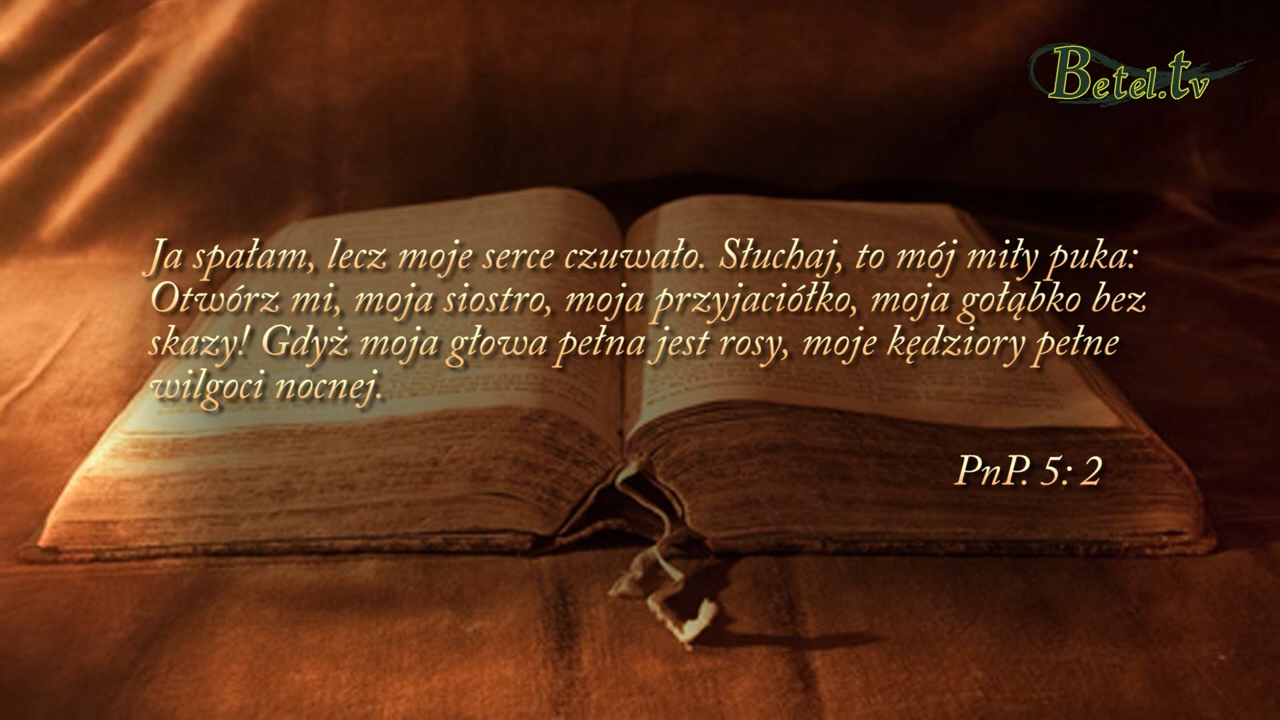 Betel.tv
Ja spałam, lecz moje serce czuwało. Słuchaj, to mój miły puka:
Otwórz mi, moja siostro, moja przyjaciółko, moja gołąbko bez
skazy! Gdyż moja głowa pełna jest rosy, moje kędziory pełne
wilgoci nocnej.
PnP. 5: 2